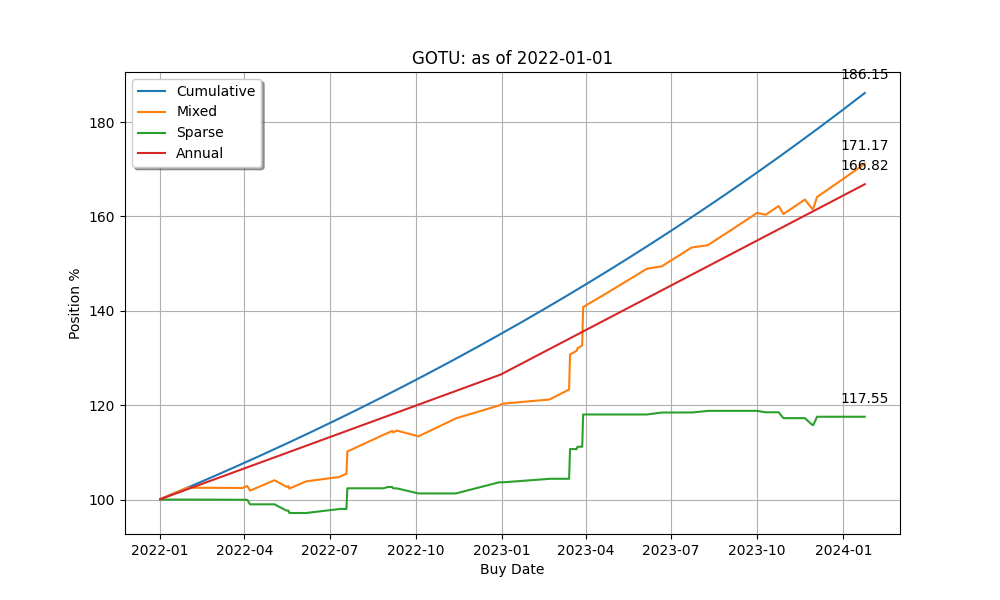 GOTU: as of 2022-01-01
186.15
Cumulative
Mixed
Sparse
Annual
171.17
166.82
117.55
180
160
140
120
100
Position %
2022-01
2022-04
2022-07
2022-10
2023-01
2023-04
2023-07
2023-10
2024-01
Buy Date